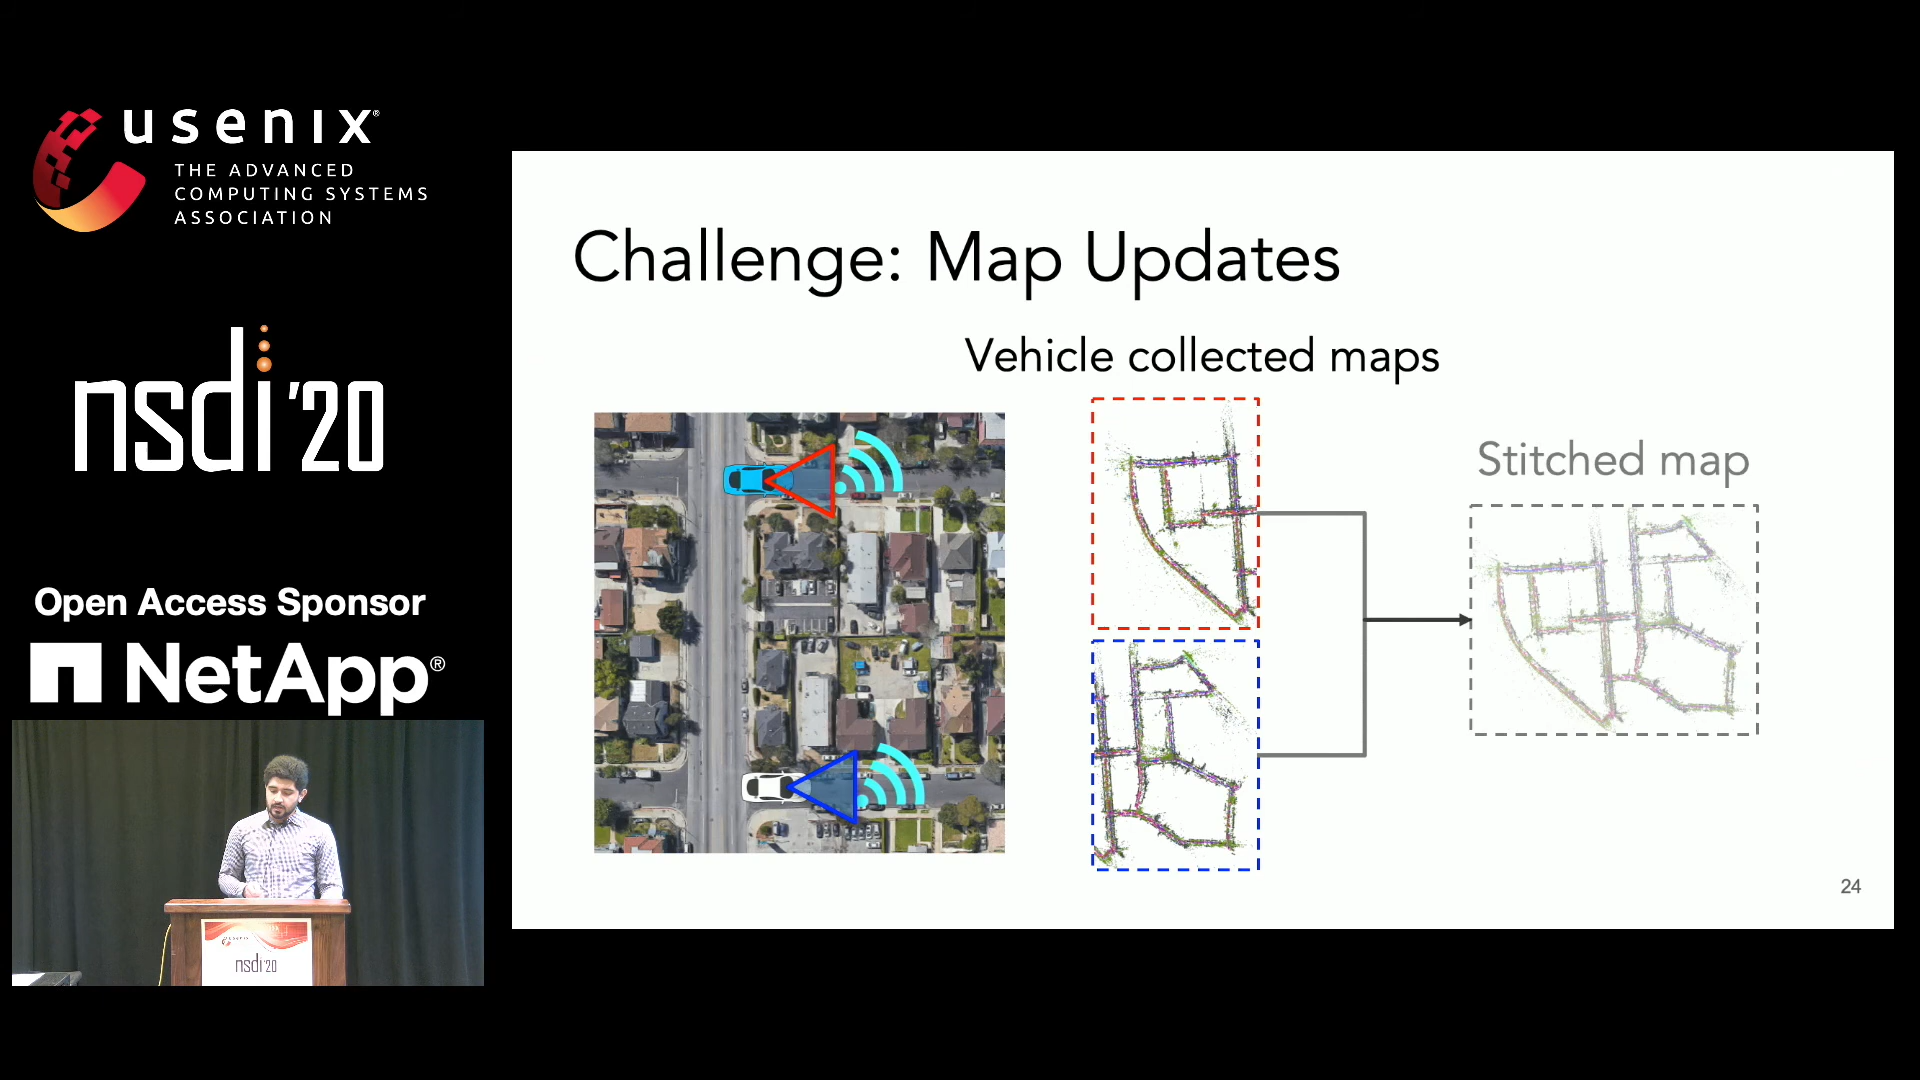 usenix®
THE ADVANCED
COMPUTING SYSTEMS
ASSOCIATION
nsdi '20
Open Access Sponsor
NetApp®
Challenge: Map Updates
Vehicle collected maps
Stitched map
24
usenix
nsdi '20